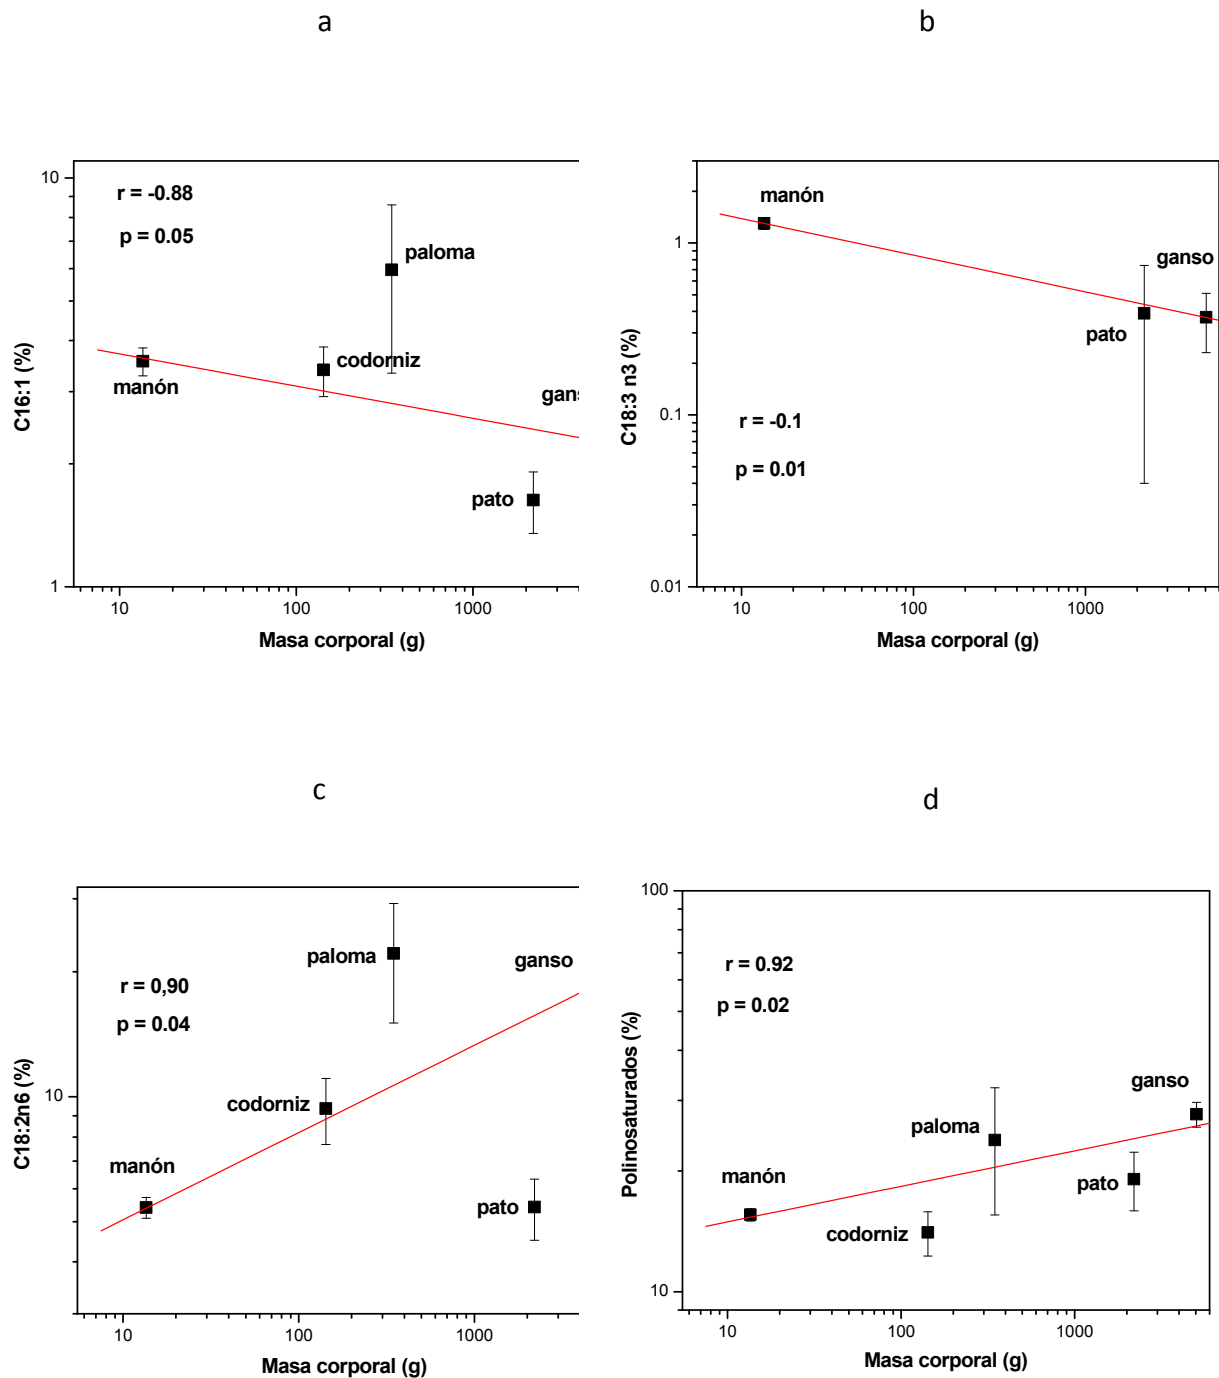 a
b
10
r = -0.88
p = 0.05
paloma
codorniz
manón
gans
pato
1
10
100
1000
C16:1 (%)
Masa corporal (g)
manón
1
ganso
pato
r = -0.1
p = 0.01
0.1
0.01
10
100
1000
C18:3 n3 (%)
Masa corporal (g)
c
d
paloma
ganso
r = 0,90
p = 0.04
10
codorniz
manón
pato
10
100
1000
C18:2n6 (%)
Masa corporal (g)
100
r = 0.92
p = 0.02
ganso
paloma
manón
pato
codorniz
10
10
100
1000
Polinosaturados (%)
Masa corporal (g)